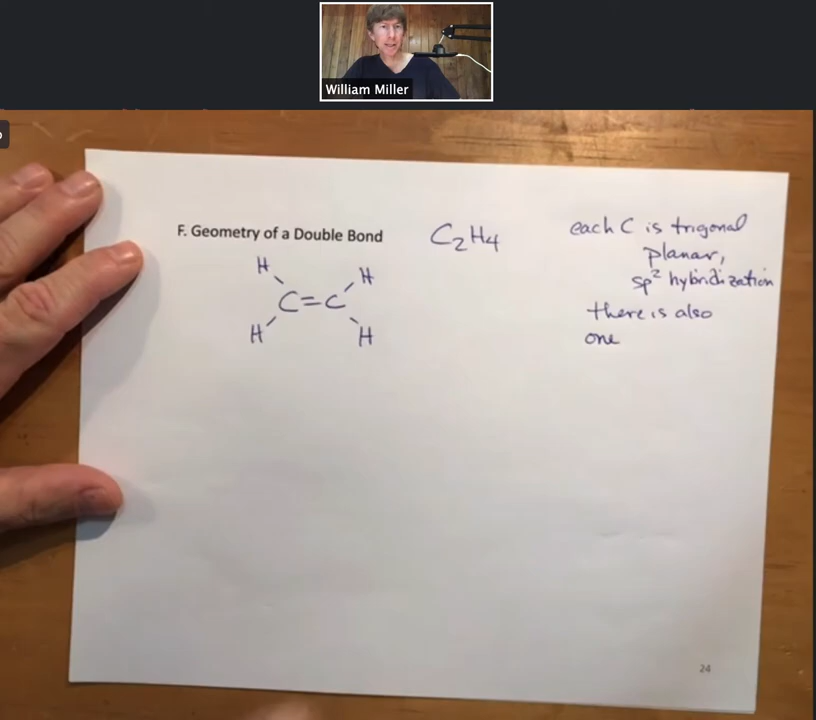 William Miller
F. Geometry of a Double Bond
C2H4
each C is trigonal
planar,
sp² hybridization
there is also
one
H
H
C=C
H
H
24